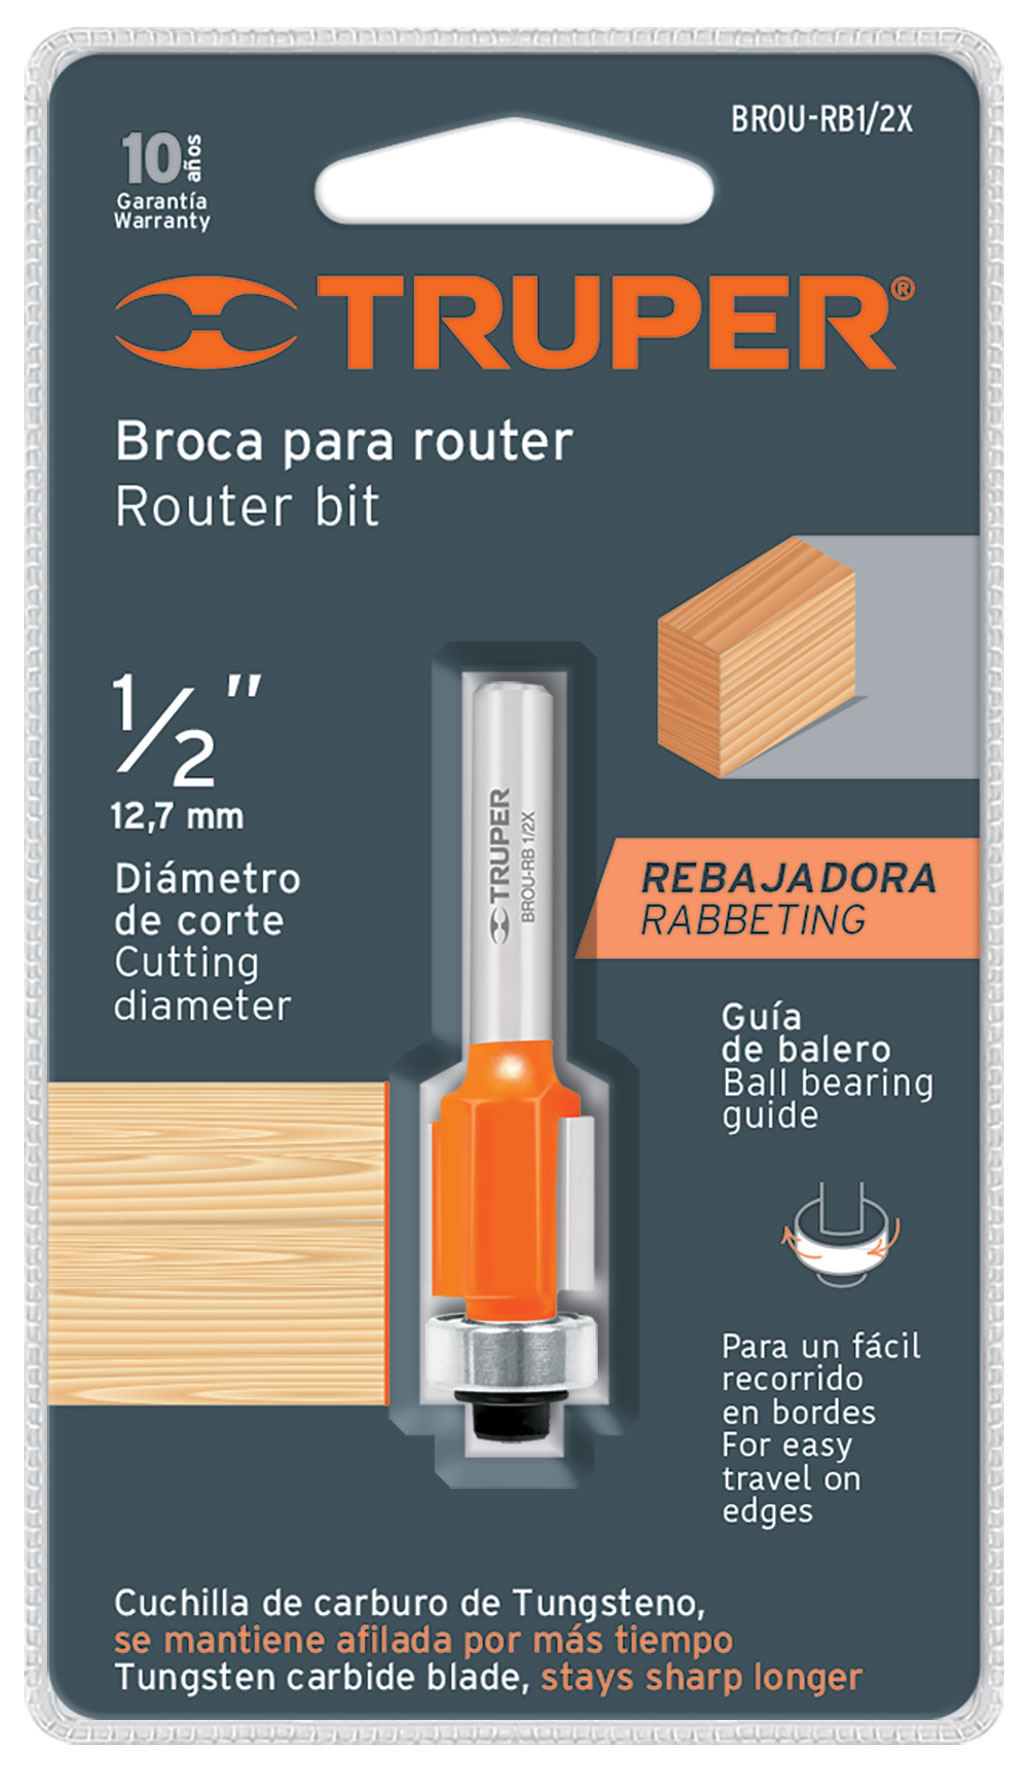 BROU-RB1/2X
10 años
Garantía
Warranty
TRUPER®
Broca para router
Router bit
1/2"
12,7 mm
Diámetro
de corte
Cutting
diameter
TRUPER
BROU-RB 1/2X
REBAJADORA
RABBETING
Guía
de balero
Ball bearing
guide
Para un fácil
recorrido
en bordes
For easy
travel on
edges
Cuchilla de carburo de Tungsteno,
se mantiene afilada por más tiempo
Tungsten carbide blade, stays sharp longer